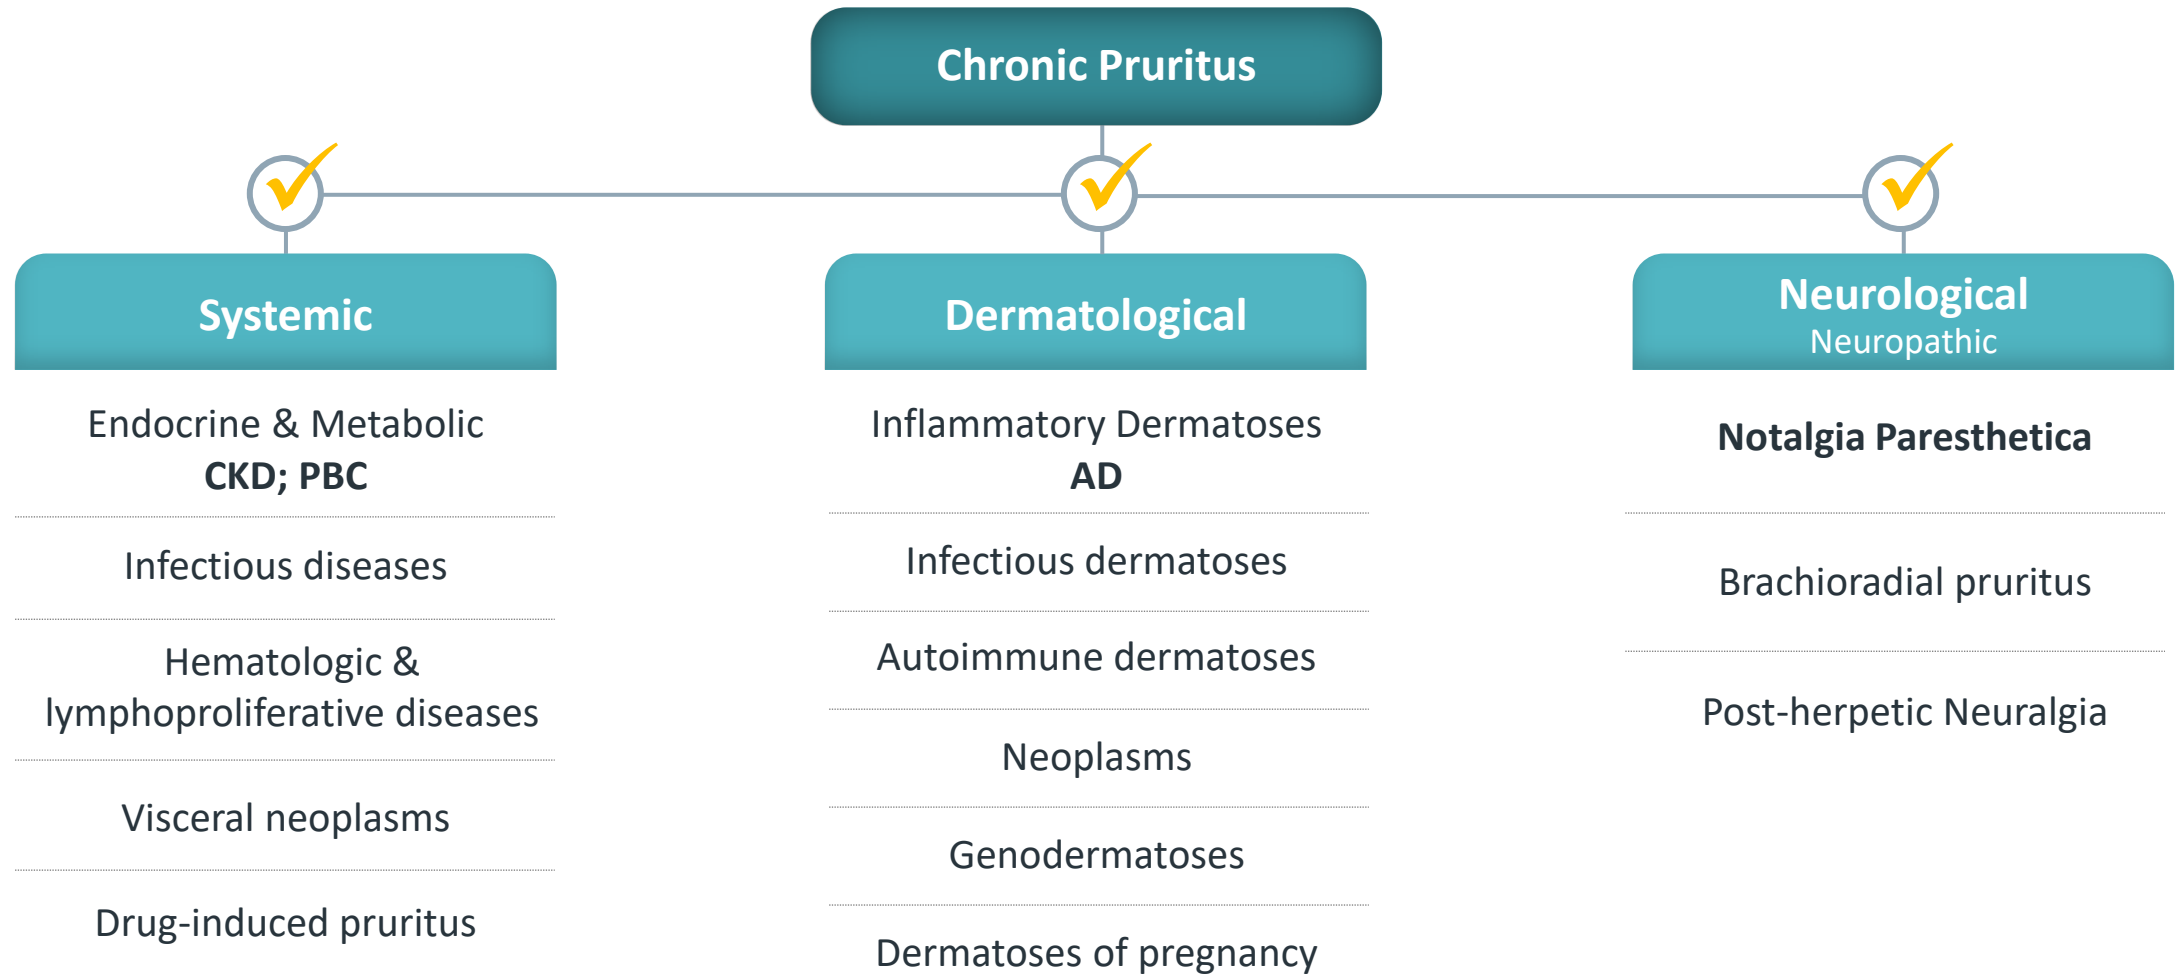 Chronic Pruritus
Systemic
Endocrine & Metabolic
CKD; PBC
Infectious diseases
Hematologic &
lymphoproliferative diseases
Visceral neoplasms
Drug-induced pruritus
Dermatological
Inflammatory Dermatoses
AD
Infectious dermatoses
Autoimmune dermatoses
Neoplasms
Genodermatoses
Dermatoses of pregnancy
Neurological
Neuropathic
Notalgia Paresthetica
Brachioradial pruritus
Post-herpetic Neuralgia